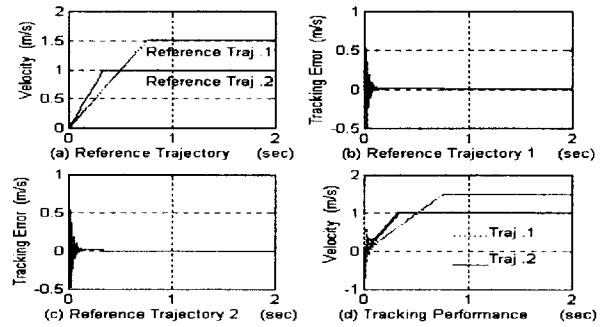 Velocity (m/s)
2
1.5
1
0.5
0
Reference Traj .1
Reference Traj .2
0
1
2
(a) Reference Trajectory
(sec)
Tracking Error (m/s)
1
0.5
0
-0.5
0
1
2
(b) Reference Trajectory 1
(sec)
Tracking Error (m/s)
1
0.5
0
-0.5
0
1
2
(c) Reference Trajectory 2
(sec)
Velocity (m/s)
2
1
0
-1
Traj .1
Traj .2
0
1
2
(d) Tracking Performance
(sec)